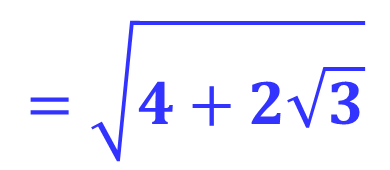 = √(4 + 2√3)